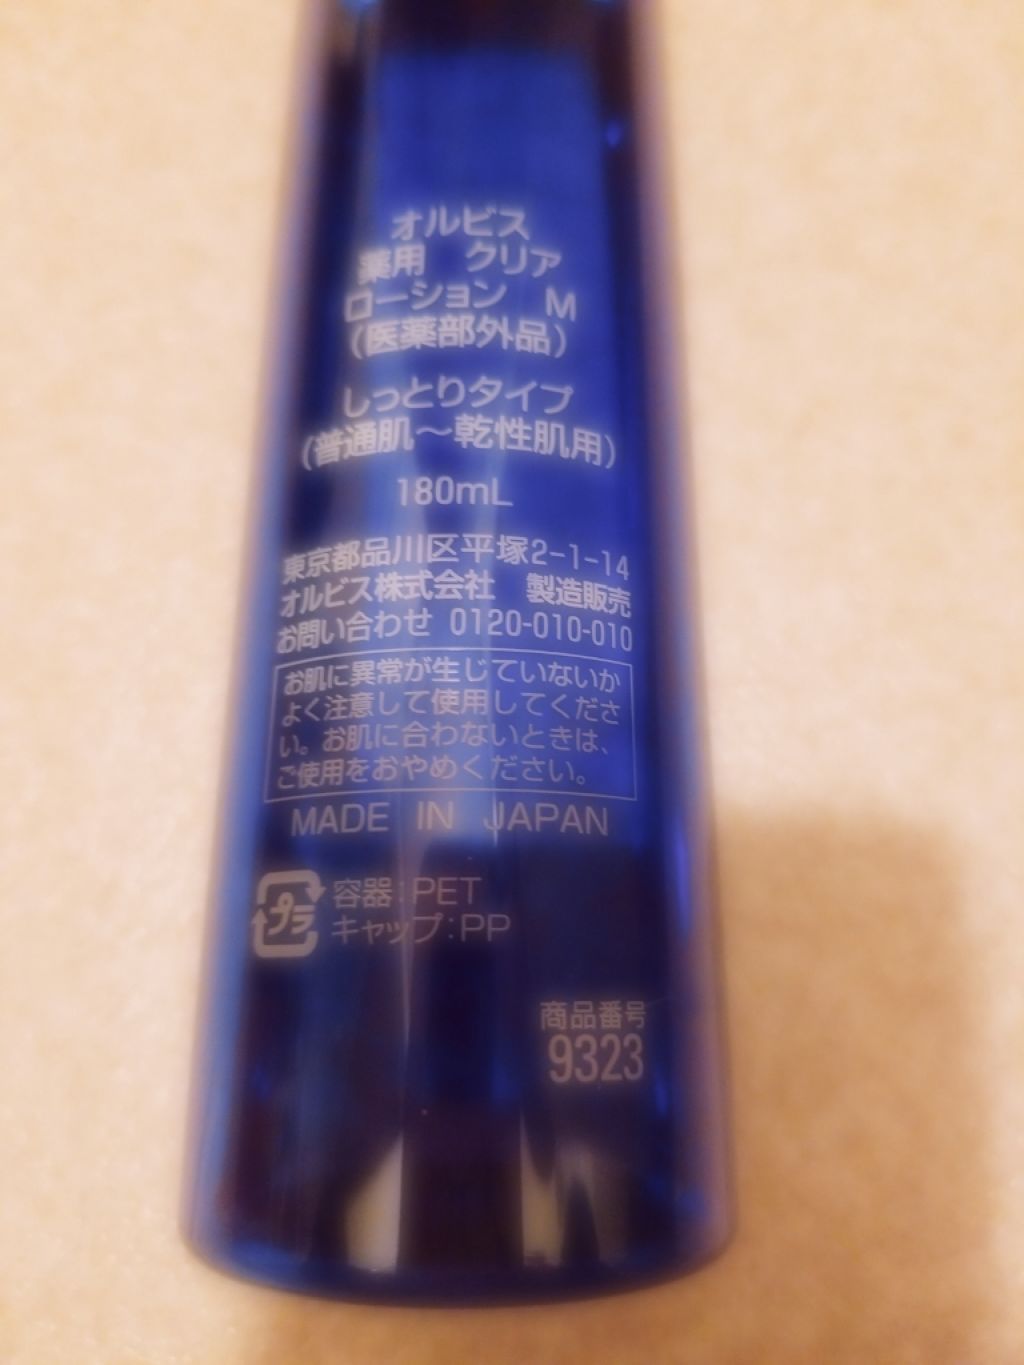 オルビス
薬用　クリア
ローション　M
（医薬部外品）
しっとりタイプ
（普通肌～乾性肌用）
180mL
東京都品川区平塚2-1-14
オルビス株式会社　製造販売
お問い合わせ 0120-010-010
お肌に異常が生じていないか
よく注意して使用してくださ
い。お肌に合わないときは、
ご使用をおやめください。
MADE IN JAPAN
プラ
容器：PET
キャップ：PP
商品番号
9323